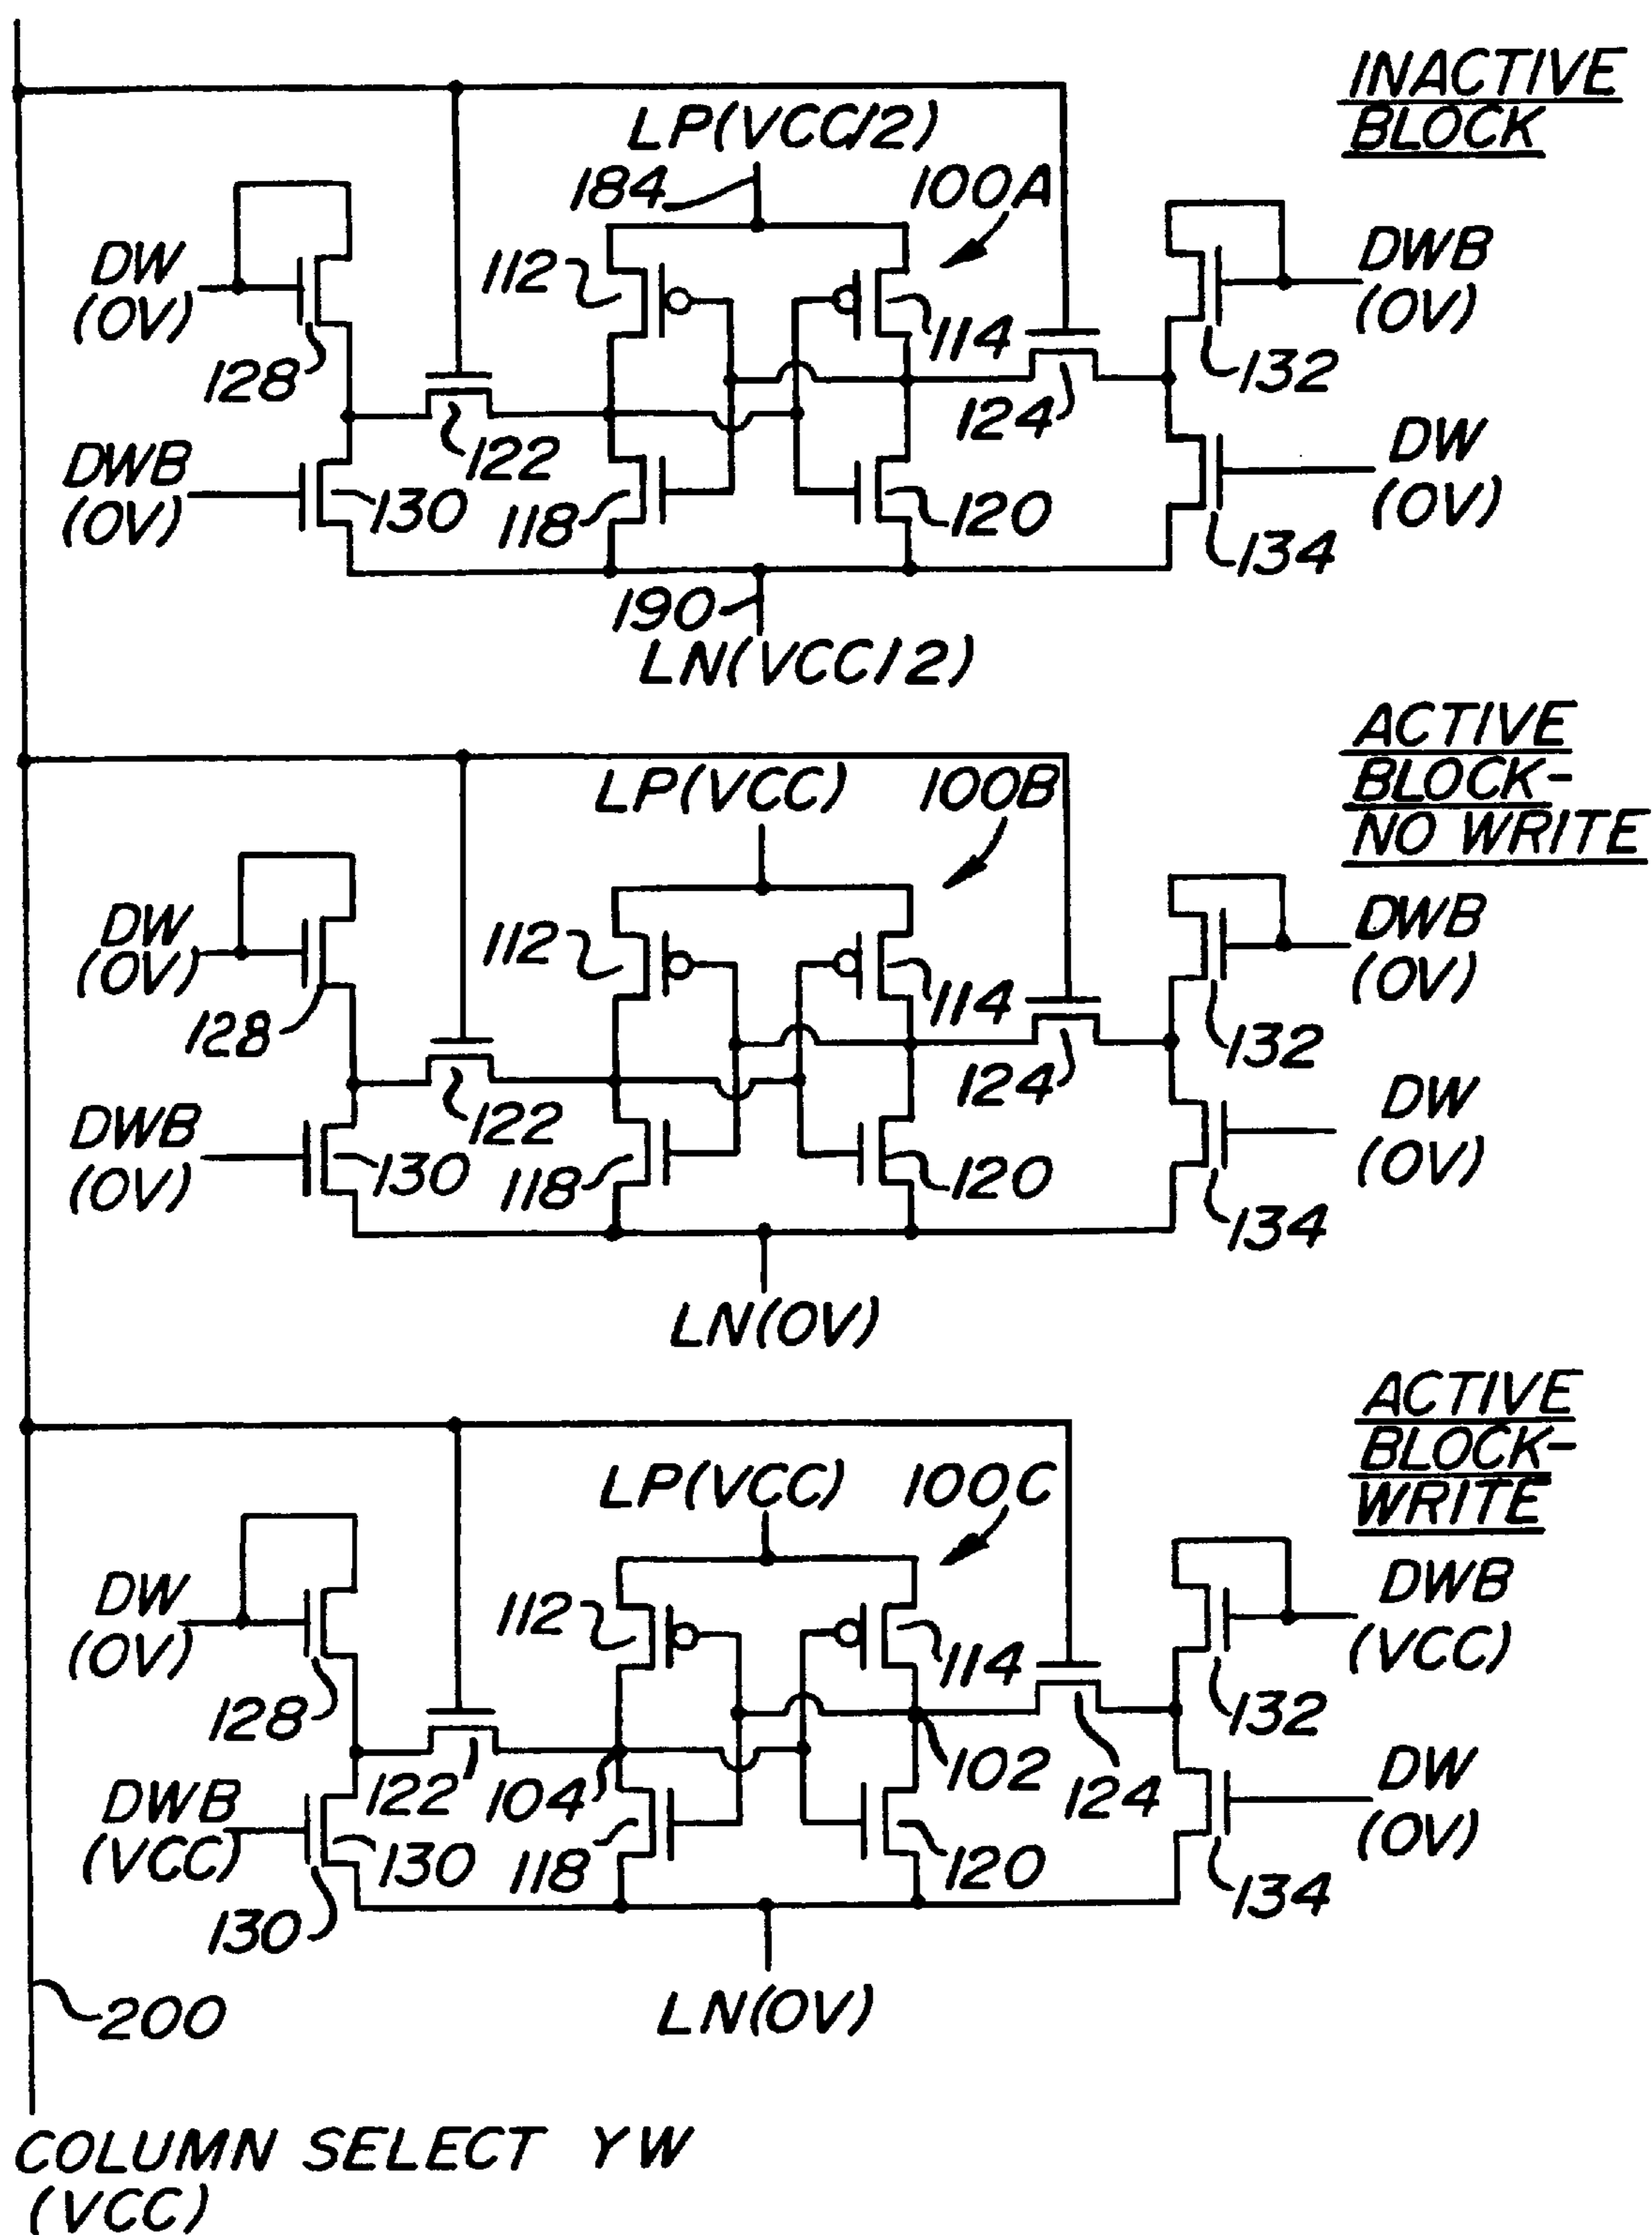 INACTIVE
BLOCK
LP(VCC/2)
184
100A
DW
(0V)
112
DWB
(0V)
114
128
132
124
DWB
(0V)
122
DW
(0V)
130
118
120
134
190
LN(VCC/2)
ACTIVE
BLOCK-
NO WRITE
LP(VCC)
100B
DW
(0V)
112
DWB
(0V)
114
128
132
124
DWB
(0V)
122
DW
(0V)
130
118
120
134
LN(0V)
ACTIVE
BLOCK-
WRITE
LP(VCC)
100C
DW
(0V)
112
DWB
(VCC)
114
128
132
122
104
102
124
DWB
(VCC)
DW
(0V)
130
118
120
134
130
200
LN(0V)
COLUMN SELECT YW
(VCC)